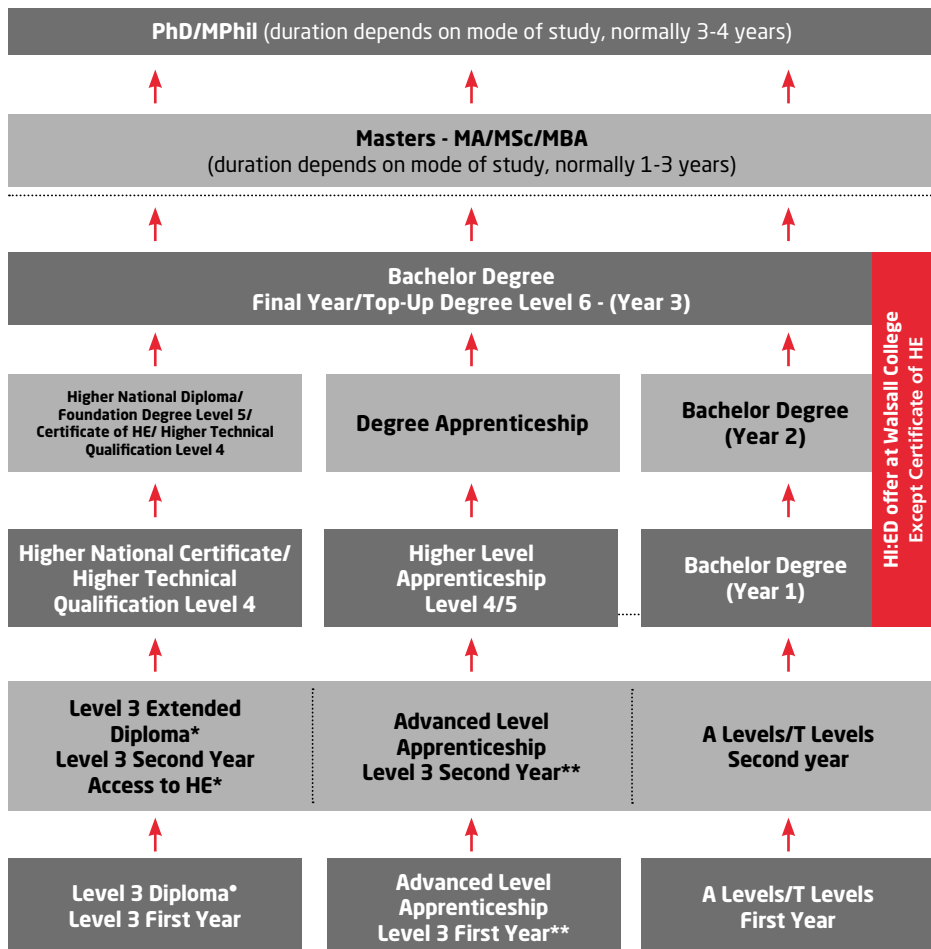 PhD/MPhil (duration depends on mode of study, normally 3-4 years)
Masters - MA/MSc/MBA
(duration depends on mode of study, normally 1-3 years)
Bachelor Degree
Final Year/Top-Up Degree Level 6 - (Year 3)
HI:ED offer at Walsall College
Except Certificate of HE
Higher National Diploma/
Foundation Degree Level 5/
Certificate of HE/ Higher Technical
Qualification Level 4
Degree Apprenticeship
Bachelor Degree
(Year 2)
Higher National Certificate/
Higher Technical
Qualification Level 4
Higher Level
Apprenticeship
Level 4/5
Bachelor Degree
(Year 1)
Level 3 Extended
Diploma*
Level 3 Second Year
Access to HE*
Advanced Level
Apprenticeship
Level 3 Second Year**
A Levels/T Levels
Second year
Level 3 Diploma•
Level 3 First Year
Advanced Level
Apprenticeship
Level 3 First Year**
A Levels/T Levels
First Year